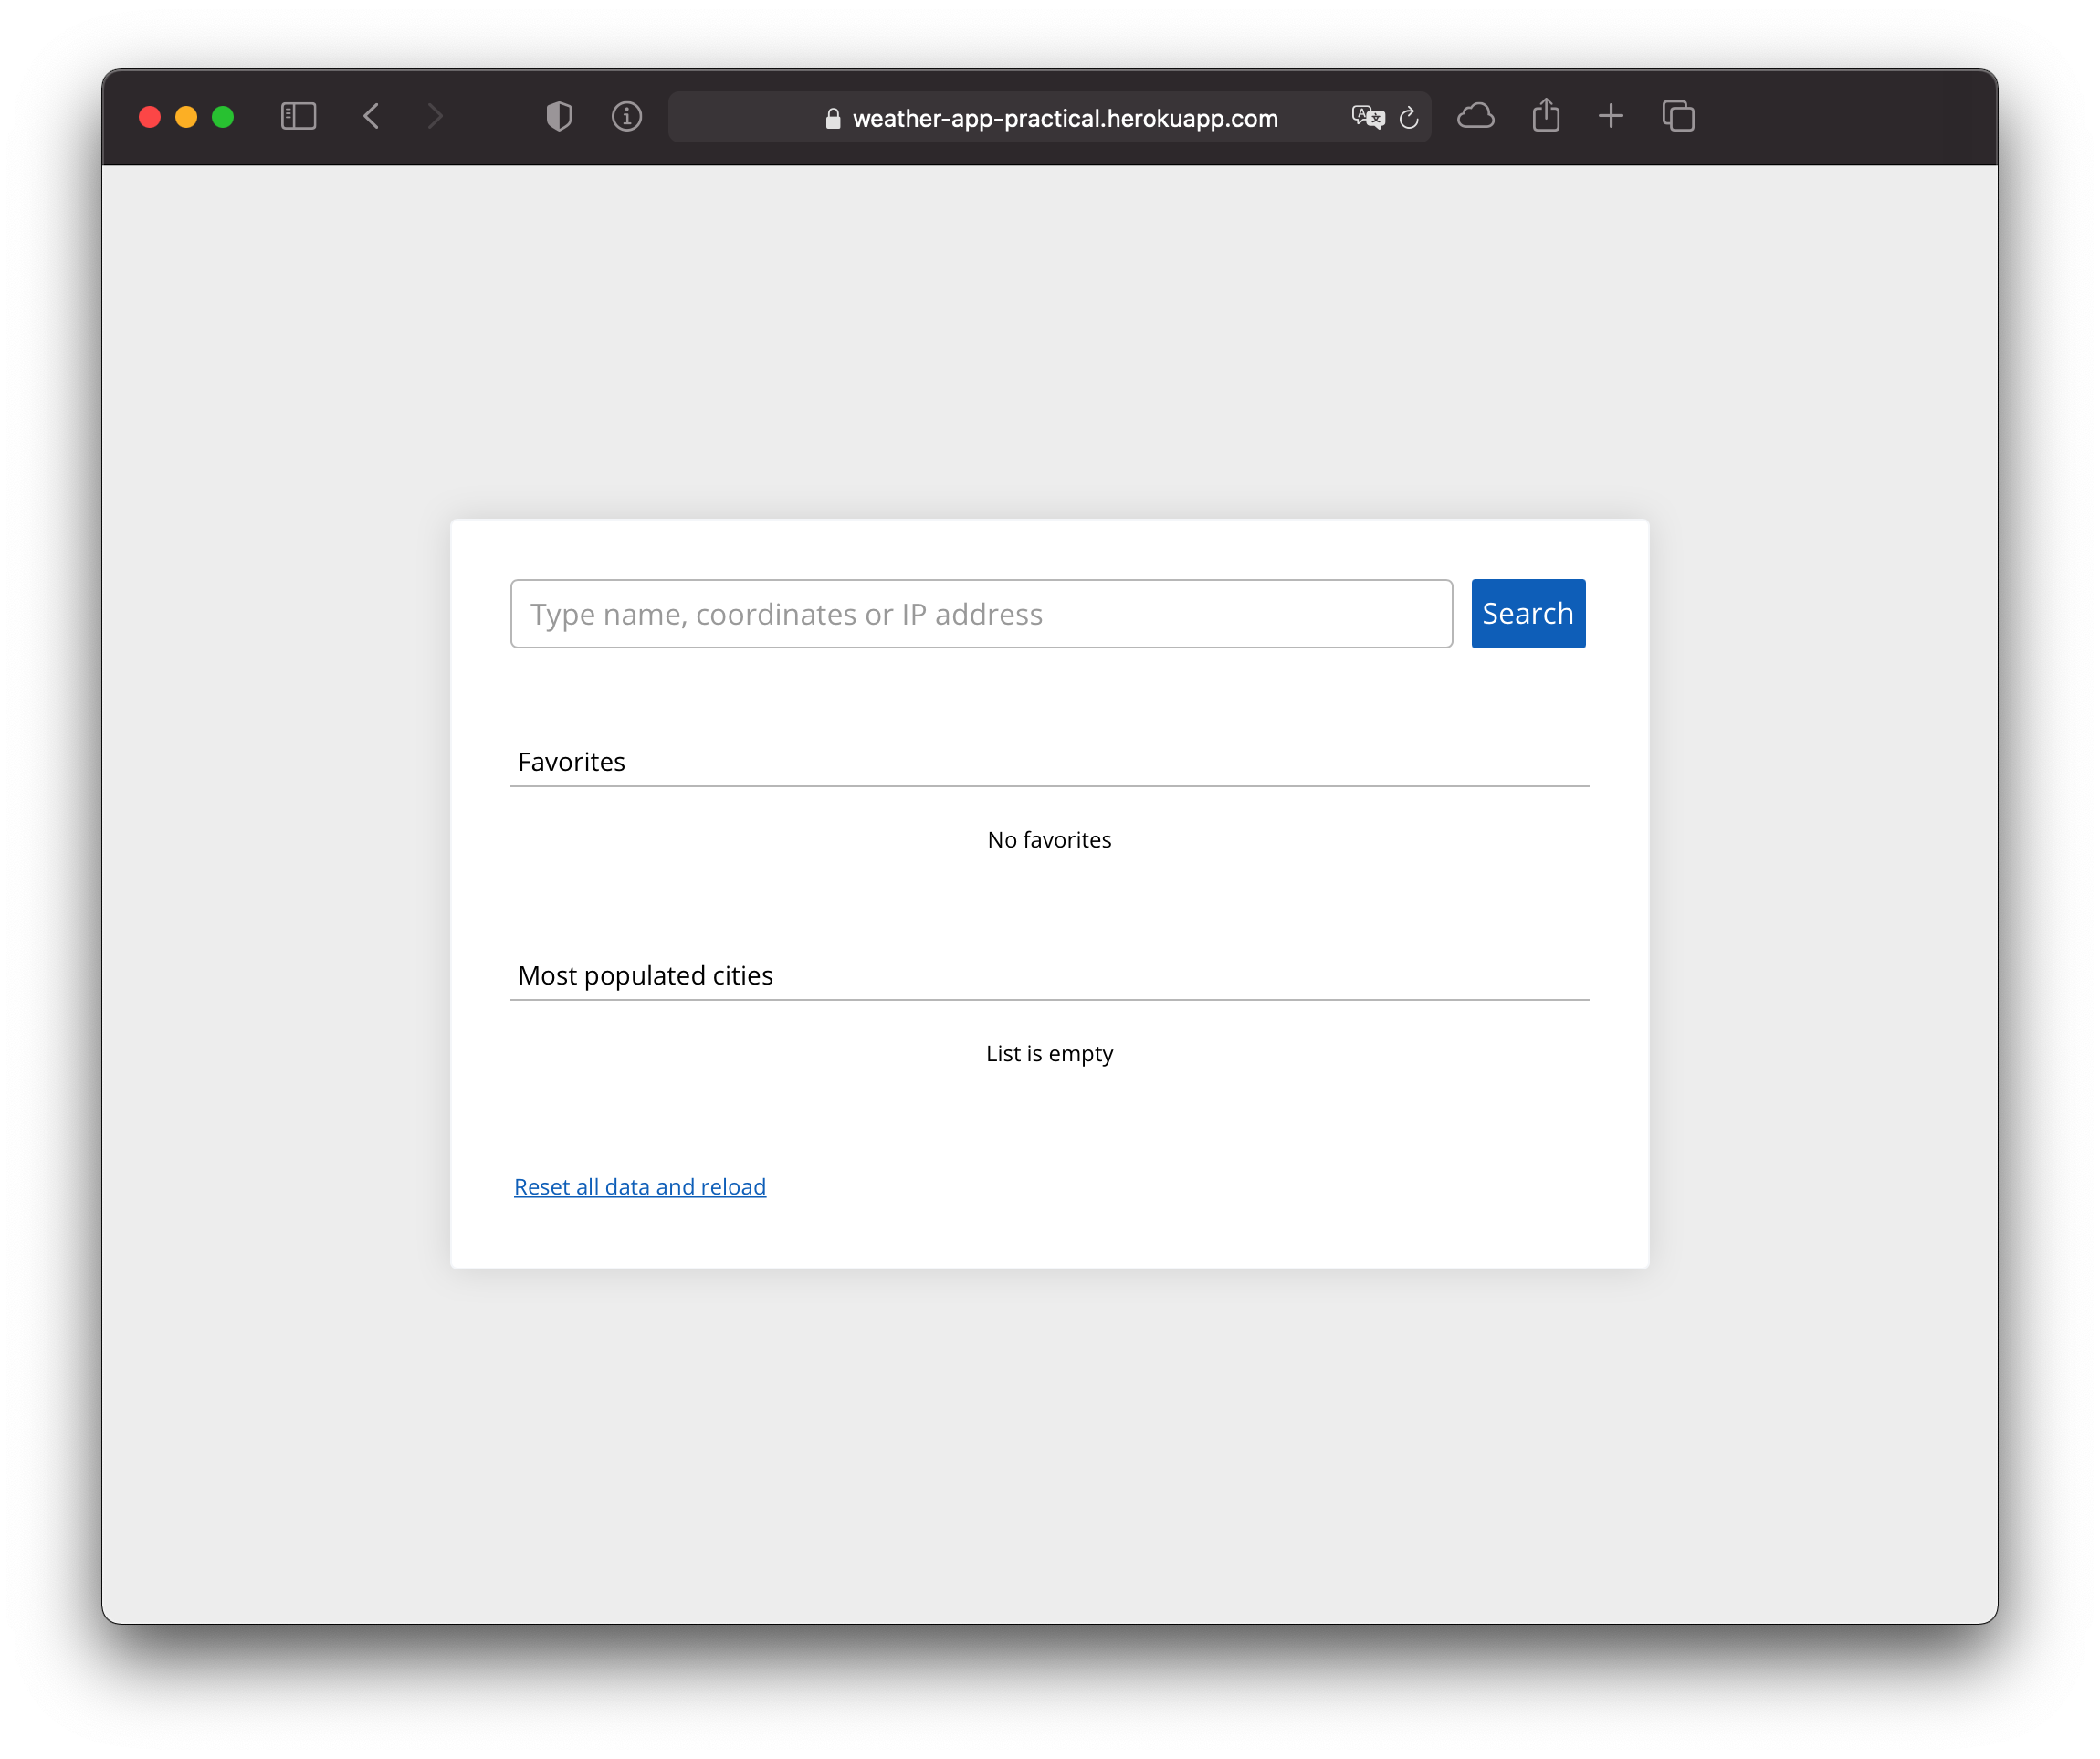 weather-app-practical.herokuapp.com
Type name, coordinates or IP address
Search
Favorites
No favorites
Most populated cities
List is empty
Reset all data and reload